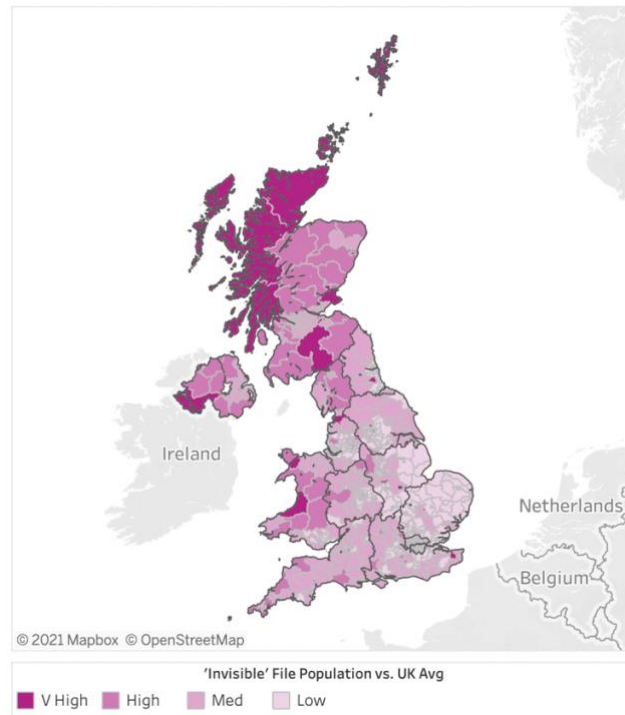 Ireland
Netherlands
Belgium
© 2021 Mapbox © OpenStreetMap
'Invisible' File Population vs. UK Avg
V High High Med Low